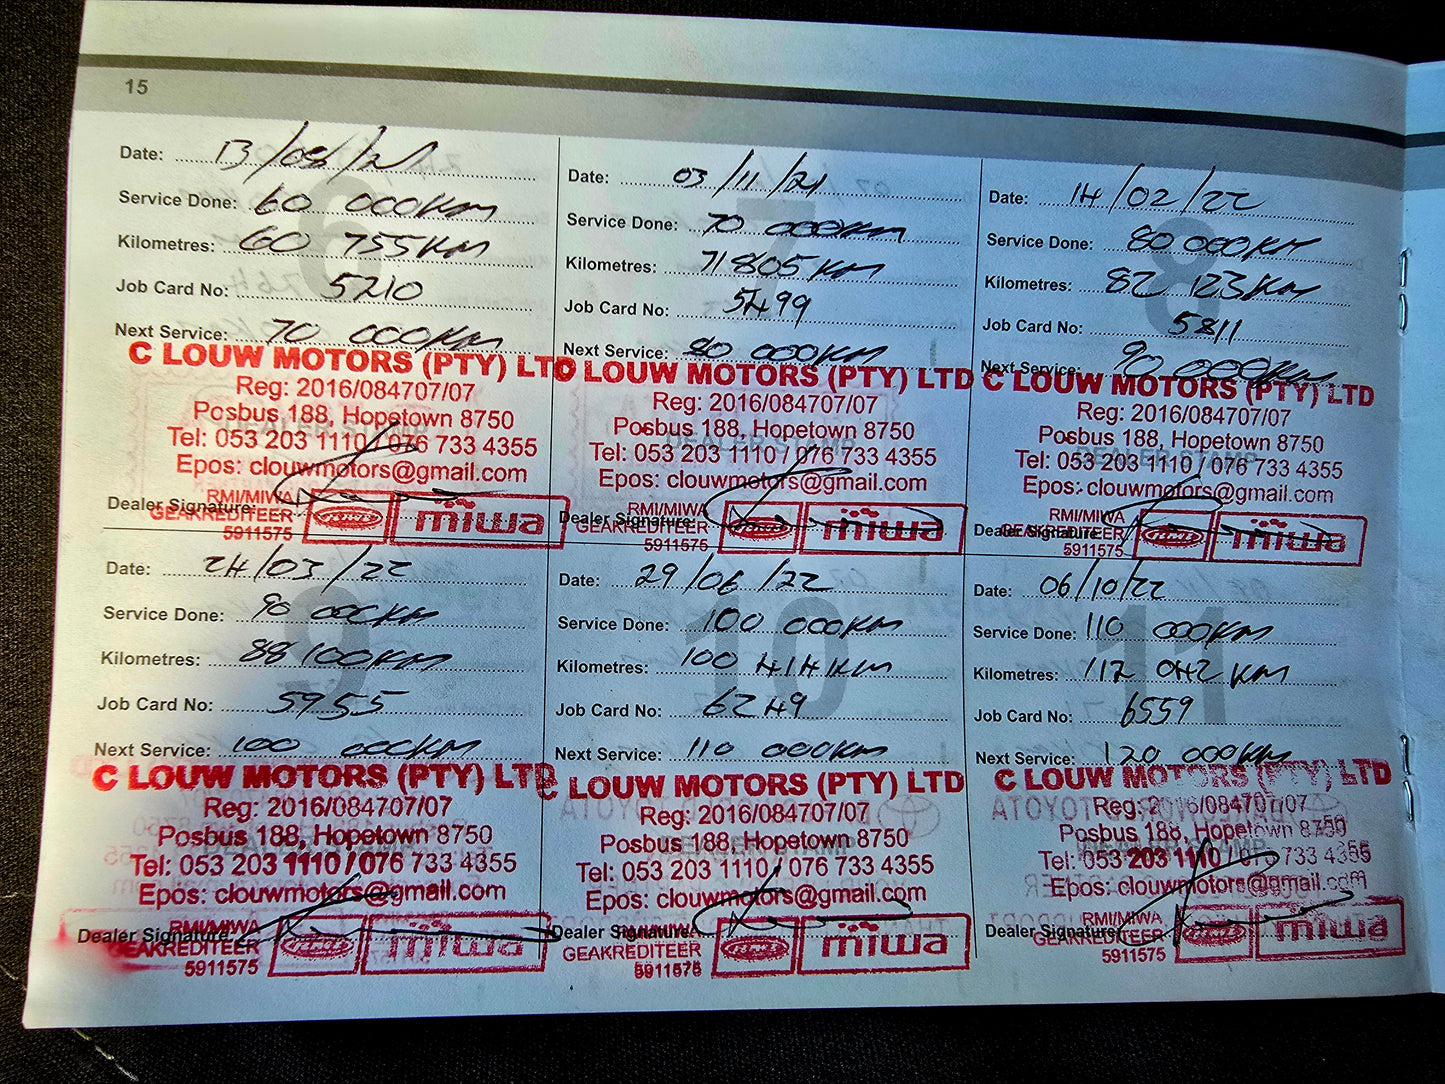 15
Date: 13/08/21
Service Done: 60 000KM
Kilometres: 60 755KM
Job Card No: 5210
Next Service: 70 000KM
C LOUW MOTORS (PTY) LTD
Reg: 2016/084707/07
Posbus 188, Hopetown 8750
Tel: 053 203 1110 / 076 733 4355
Epos: clouwmotors@gmail.com
Dealer Signature:
RMI/MIWA
GEAKREDITEER
5911575
miwa
Date: 03/11/21
Service Done: 70 000KM
Kilometres: 71805KM
Job Card No: 5499
Next Service: 80 000KM
7
C LOUW MOTORS (PTY) LTD
Reg: 2016/084707/07
Posbus 188, Hopetown 8750
DEALER STAMP
Tel: 053 203 1110 / 076 733 4355
Epos: clouwmotors@gmail.com
Dealer Signature:
RMI/MIWA
GEAKREDITEER
5911575
miwa
Date: 14/02/22
Service Done: 80 000KM
Kilometres: 82 123KM
Job Card No: 5811
Next Service: 90 000KM
8
C LOUW MOTORS (PTY) LTD
Reg: 2016/084707/07
Posbus 188, Hopetown 8750
DEALER STAMP
Tel: 053 203 1110 / 076 733 4355
Epos: clouwmotors@gmail.com
Dealer Signature
RMI/MIWA
GEAKREDITEER
5911575
miwa
Date: 24/03/22
Service Done: 90 000KM
Kilometres: 88 100KM
Job Card No: 5955
Next Service: 100 000KM
9
C LOUW MOTORS (PTY) LTD
Reg: 2016/084707/07
Posbus 188, Hopetown 8750
Tel: 053 203 1110 / 076 733 4355
Epos: clouwmotors@gmail.com
Dealer Signature
RMI/MIWA
GEAKREDITEER
5911575
miwa
Date: 29/06/22
Service Done: 100 000KM
Kilometres: 100 414KM
Job Card No: 6249
Next Service: 110 000KM
10
C LOUW MOTORS (PTY) LTD
Reg: 2016/084707/07
Posbus 188, Hopetown 8750
Tel: 053 203 1110 / 076 733 4355
Epos: clouwmotors@gmail.com
Dealer Signature
RMI/MIWA
GEAKREDITEER
5911575
miwa
Date: 06/10/22
Service Done: 110 000KM
Kilometres: 112 042 KM
Job Card No: 6559
Next Service: 120 000KM
11
C LOUW MOTORS (PTY) LTD
Reg: 2016/084707/07
Posbus 188, Hopetown 8750
Tel: 053 203 1110 / 076 733 4355
Epos: clouwmotors@gmail.com
Dealer Signature
RMI/MIWA
GEAKREDITEER
5911575
miwa